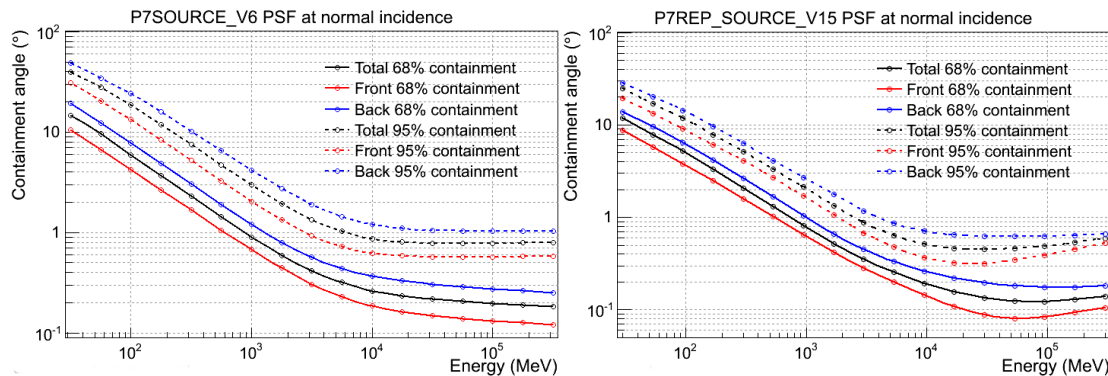 P7SOURCE_V6 PSF at normal incidence
Containment angle (°)
10²
10
1
10⁻¹
Total 68% containment
Front 68% containment
Back 68% containment
Total 95% containment
Front 95% containment
Back 95% containment
10² 10³ 10⁴ 10⁵
Energy (MeV)
P7REP_SOURCE_V15 PSF at normal incidence
Containment angle (°)
10²
10
1
10⁻¹
Total 68% containment
Front 68% containment
Back 68% containment
Total 95% containment
Front 95% containment
Back 95% containment
10² 10³ 10⁴ 10⁵
Energy (MeV)